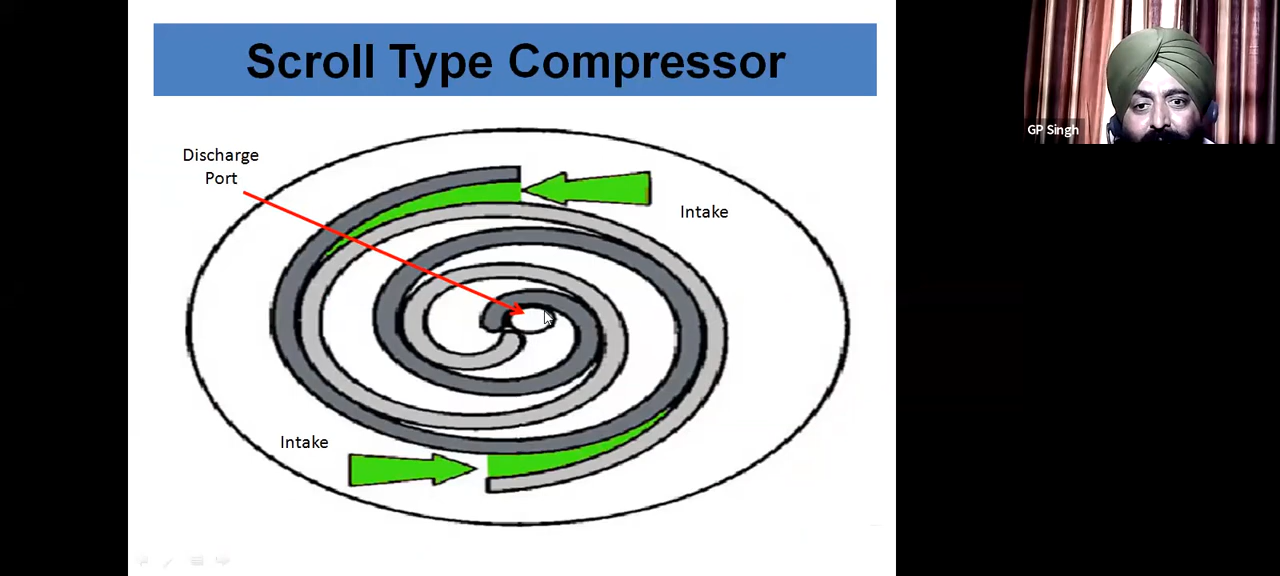 Scroll Type Compressor
GP Singh
Discharge
Port
Intake
Intake